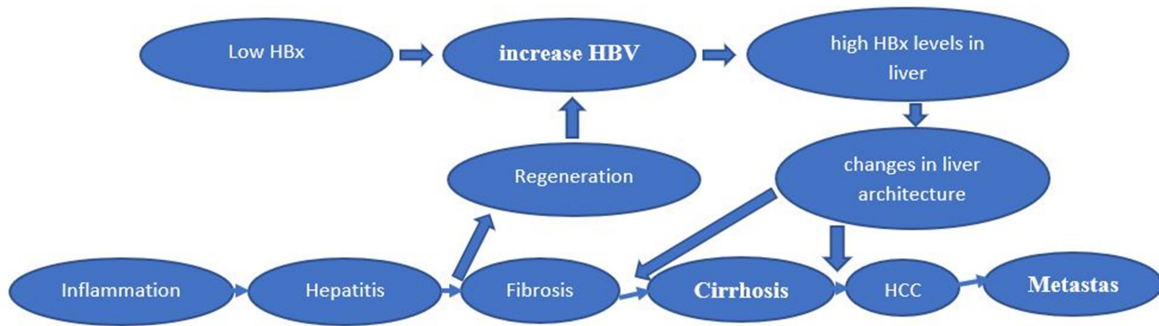 Low HBx
increase HBV
high HBx levels in
liver
Regeneration
changes in liver
architecture
Inflammation
Hepatitis
Fibrosis
Cirrhosis
HCC
Metastas